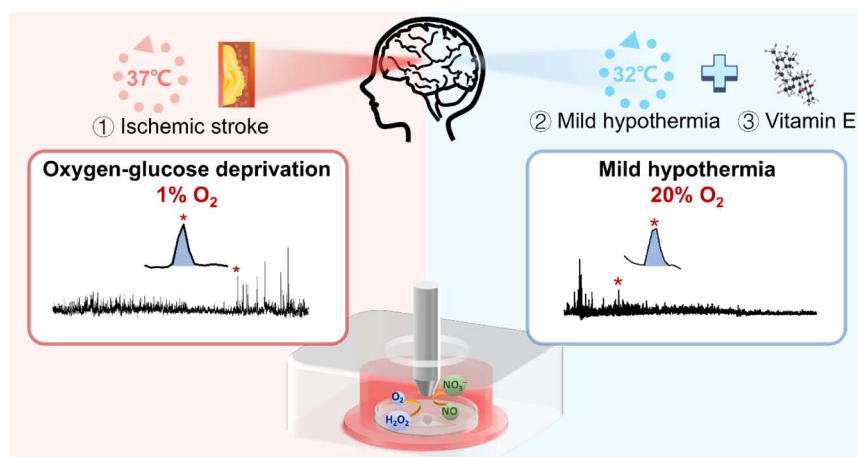 37℃
① Ischemic stroke
32℃
② Mild hypothermia ③ Vitamin E
Oxygen-glucose deprivation
1% O₂
*
*
Mild hypothermia
20% O₂
*
*
O₂
NO₃⁻
H₂O₂
NO